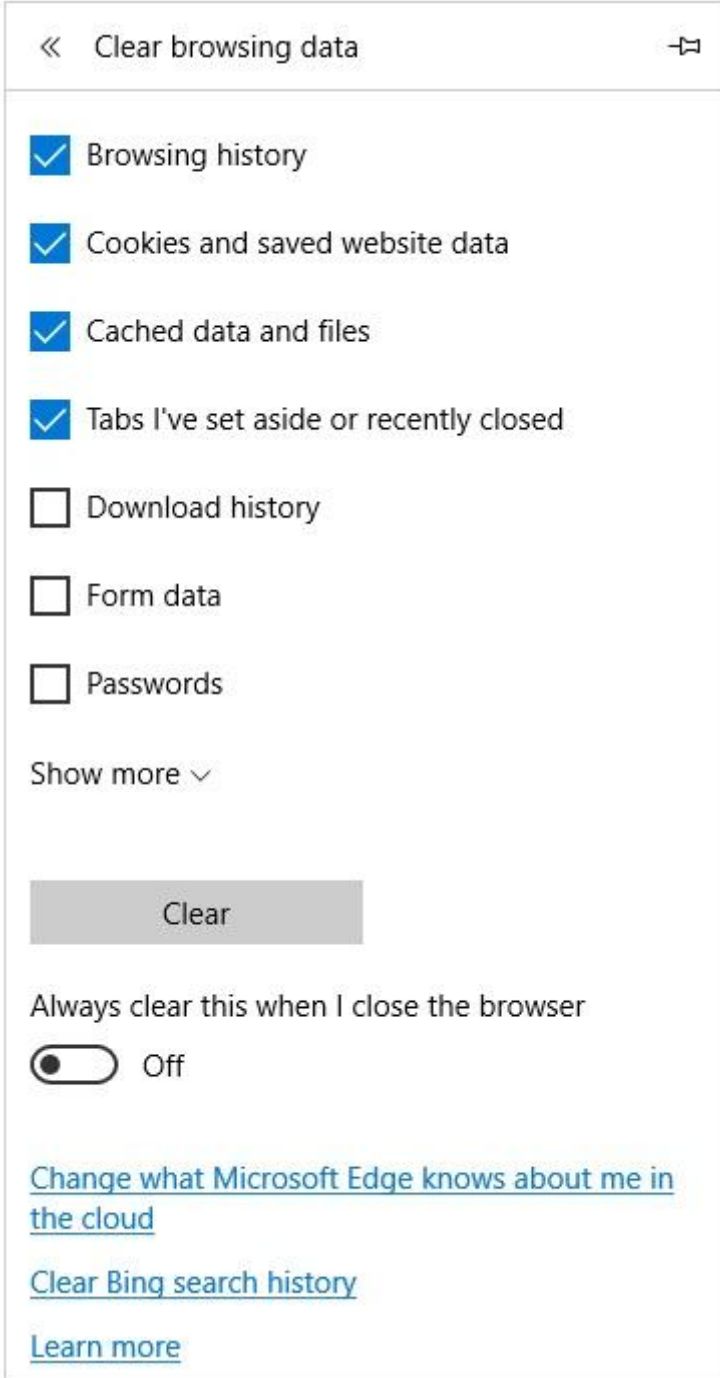 Clear browsing data
Browsing history
Cookies and saved website data
Cached data and files
Tabs I've set aside or recently closed
Download history
Form data
Passwords
Show more
Clear
Always clear this when I close the browser
Off
Change what Microsoft Edge knows about me in
the cloud
Clear Bing search history
Learn more